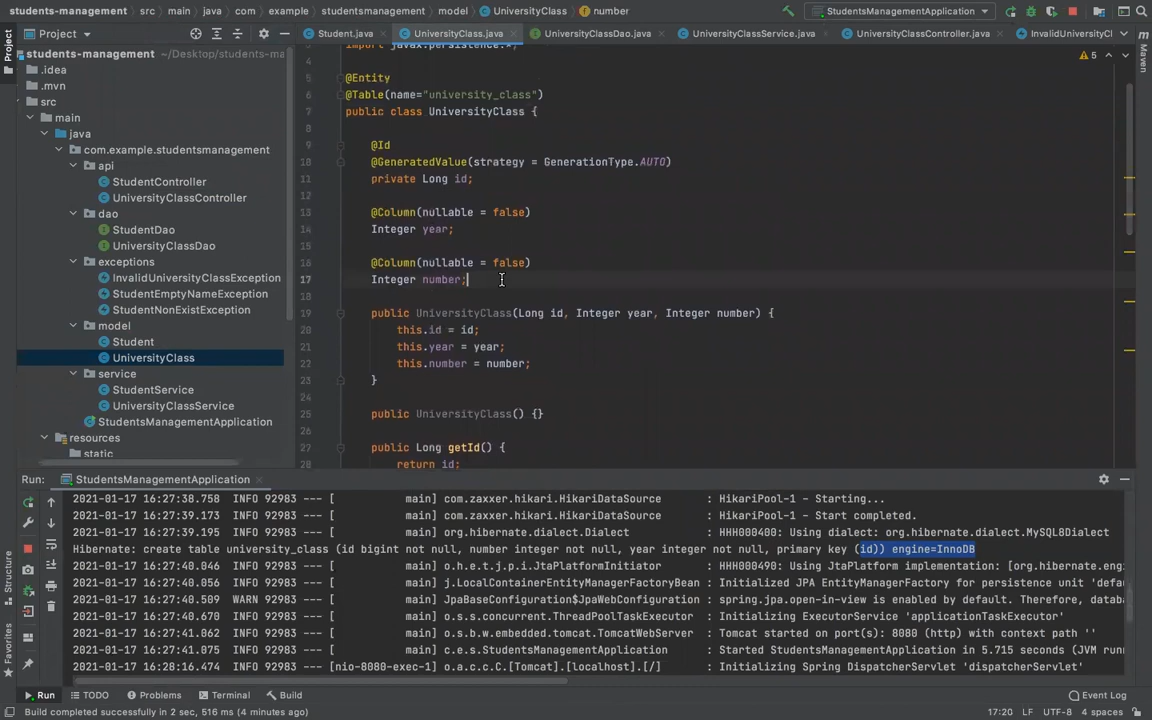 students-management › src › main › java › com › example › studentsmanagement › model › UniversityClass › number
StudentsManagementApplication
Project
Student.java
UniversityClass.java
UniversityClassDao.java
UniversityClassService.java
UniversityClassController.java
InvalidUniversityCl
Project
Maven
Structure
Favorites
students-management ~/Desktop/students-ma
.idea
.mvn
src
main
java
com.example.studentsmanagement
api
StudentController
UniversityClassController
dao
StudentDao
UniversityClassDao
exceptions
InvalidUniversityClassException
StudentEmptyNameException
StudentNonExistException
model
Student
UniversityClass
service
StudentService
UniversityClassService
StudentsManagementApplication
resources
static
5
3 import javax.persistence.*;
4
5 @Entity
6 @Table(name="university_class")
7 public class UniversityClass {
8
9 @Id
10 @GeneratedValue(strategy = GenerationType.AUTO)
11 private Long id;
12
13 @Column(nullable = false)
14 Integer year;
15
16 @Column(nullable = false)
17 Integer number;
18
19 public UniversityClass(Long id, Integer year, Integer number) {
20 this.id = id;
21 this.year = year;
22 this.number = number;
23 }
24
25 public UniversityClass() {}
26
27 public Long getId() {
28 return id;
Run: StudentsManagementApplication
2021-01-17 16:27:38.758  INFO 92983 --- [           main] com.zaxxer.hikari.HikariDataSource       : HikariPool-1 - Starting...
2021-01-17 16:27:39.173  INFO 92983 --- [           main] com.zaxxer.hikari.HikariDataSource       : HikariPool-1 - Start completed.
2021-01-17 16:27:39.195  INFO 92983 --- [           main] org.hibernate.dialect.Dialect            : HHH000400: Using dialect: org.hibernate.dialect.MySQL8Dialect
Hibernate: create table university_class (id bigint not null, number integer not null, year integer not null, primary key (id)) engine=InnoDB
2021-01-17 16:27:40.046  INFO 92983 --- [           main] o.h.e.t.j.p.i.JtaPlatformInitiator       : HHH000490: Using JtaPlatform implementation: [org.hibernate.eng
2021-01-17 16:27:40.056  INFO 92983 --- [           main] j.LocalContainerEntityManagerFactoryBean : Initialized JPA EntityManagerFactory for persistence unit 'defau
2021-01-17 16:27:40.509  WARN 92983 --- [           main] JpaBaseConfiguration$JpaWebConfiguration : spring.jpa.open-in-view is enabled by default. Therefore, datab
2021-01-17 16:27:40.670  INFO 92983 --- [           main] o.s.s.concurrent.ThreadPoolTaskExecutor  : Initializing ExecutorService 'applicationTaskExecutor'
2021-01-17 16:27:41.062  INFO 92983 --- [           main] o.s.b.w.embedded.tomcat.TomcatWebServer  : Tomcat started on port(s): 8080 (http) with context path ''
2021-01-17 16:27:41.075  INFO 92983 --- [           main] c.e.s.StudentsManagementApplication      : Started StudentsManagementApplication in 5.715 seconds (JVM runn
2021-01-17 16:28:16.474  INFO 92983 --- [nio-8080-exec-1] o.a.c.c.C.[Tomcat].[localhost].[/]       : Initializing Spring DispatcherServlet 'dispatcherServlet'
Run TODO Problems Terminal Build Event Log
Build completed successfully in 2 sec, 516 ms (4 minutes ago) 17:20 LF UTF-8 4 spaces